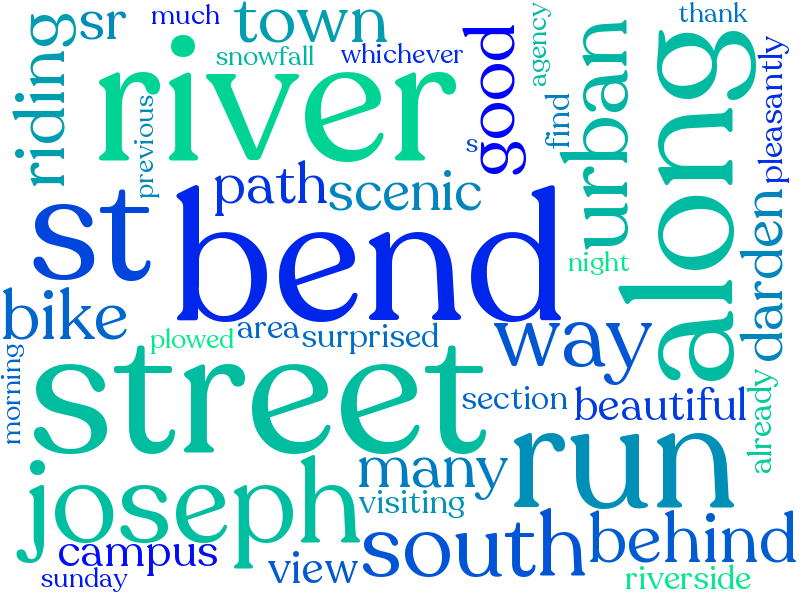 sr
much
town
thank
snowfall
whichever
agency
riding
river
good
urban
along
pleasantly
previous
find
s
path
scenic
st
bend
night
darden
bike
plowed
area
surprised
way
morning
street
section
beautiful
already
run
joseph
many
visiting
south
behind
campus
view
sunday
riverside